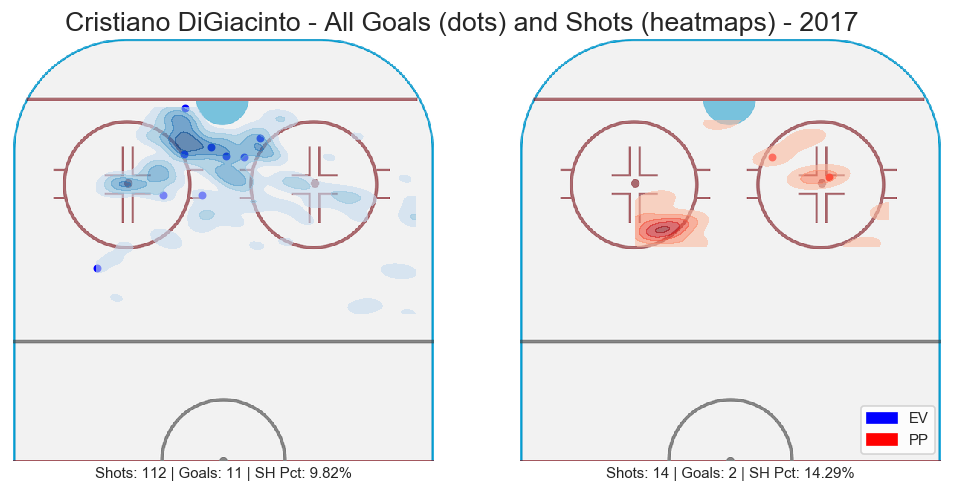 Cristiano DiGiacinto - All Goals (dots) and Shots (heatmaps) - 2017
EV
PP
Shots: 112 | Goals: 11 | SH Pct: 9.82%
Shots: 14 | Goals: 2 | SH Pct: 14.29%